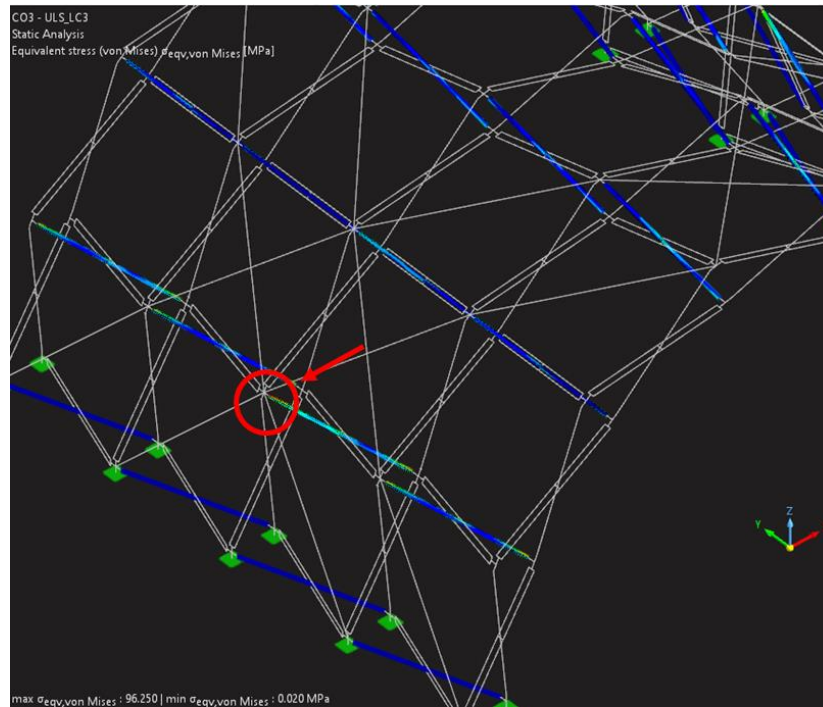 CO3 - ULS_LC3
Static Analysis
Equivalent stress (von Mises) σeqv,von Mises [MPa]
Z
Y
max σeqv,von Mises : 96.250 | min σeqv,von Mises : 0.020 MPa